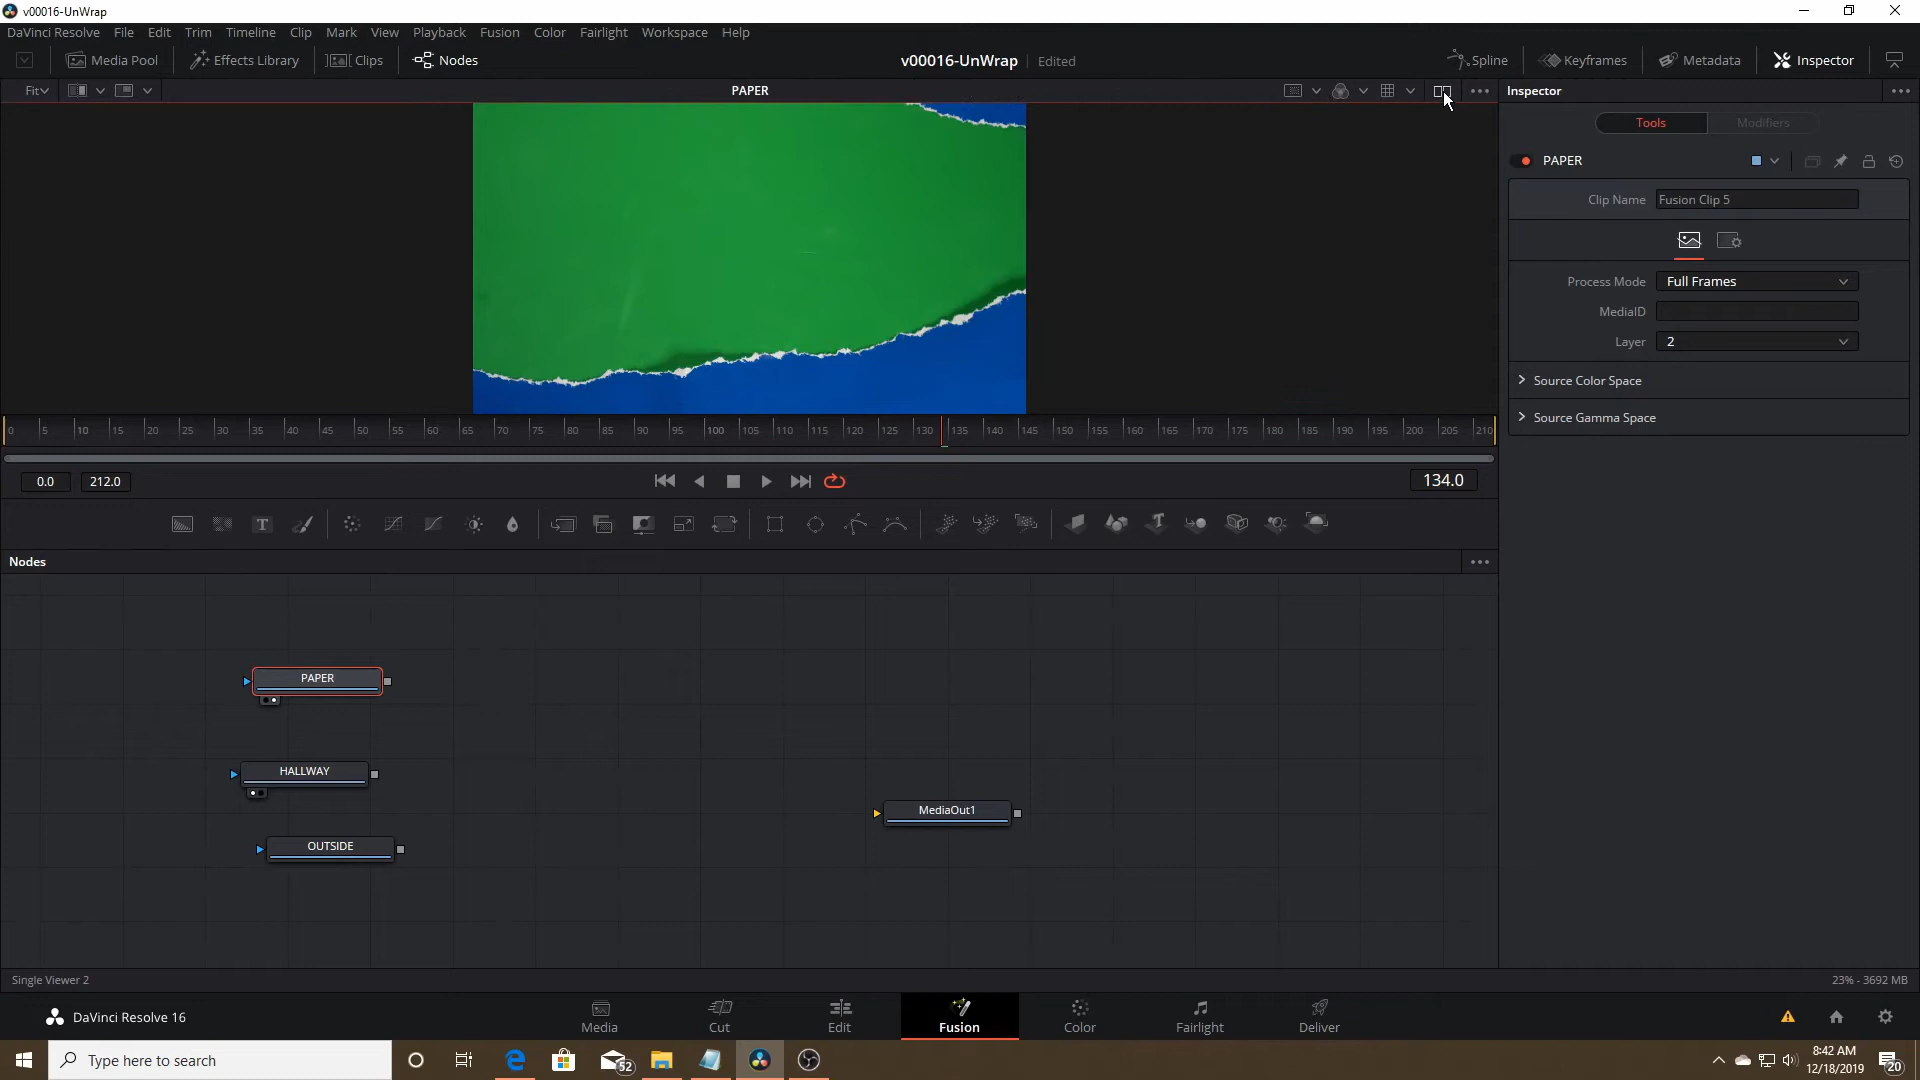 v00016-UnWrap
DaVinci Resolve File Edit Trim Timeline Clip Mark View Playback Fusion Color Fairlight Workspace Help
Media Pool Effects Library Clips Nodes v00016-UnWrap Edited Spline Keyframes Metadata Inspector
Fit PAPER Inspector
Tools Modifiers
PAPER
Clip Name Fusion Clip 5
Process Mode Full Frames
MediaID
Layer 2
Source Color Space
Source Gamma Space
0 5 10 15 20 25 30 35 40 45 50 55 60 65 70 75 80 85 90 95 100 105 110 115 120 125 130 135 140 145 150 155 160 165 170 175 180 185 190 195 200 205 210
0.0 212.0 134.0
T T
Nodes
PAPER
HALLWAY
MediaOut1
OUTSIDE
Single Viewer 2 23% - 3692 MB
DaVinci Resolve 16 Media Cut Edit Fusion Color Fairlight Deliver
Type here to search 52 8:42 AM
12/18/2019 20